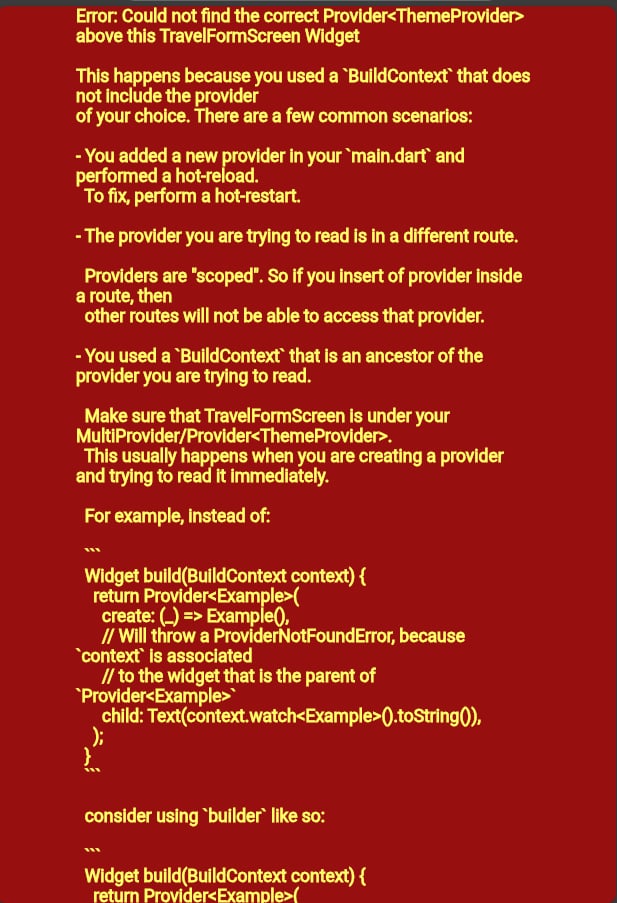 Error: Could not find the correct Provider<ThemeProvider>
above this TravelFormScreen Widget
This happens because you used a `BuildContext` that does
not include the provider
of your choice. There are a few common scenarios:
- You added a new provider in your `main.dart` and
performed a hot-reload.
To fix, perform a hot-restart.
- The provider you are trying to read is in a different route.
Providers are "scoped". So if you insert of provider inside
a route, then
other routes will not be able to access that provider.
- You used a `BuildContext` that is an ancestor of the
provider you are trying to read.
Make sure that TravelFormScreen is under your
MultiProvider/Provider<ThemeProvider>.
This usually happens when you are creating a provider
and trying to read it immediately.
For example, instead of:
```
Widget build(BuildContext context) {
return Provider<Example>(
create: (_) => Example(),
// Will throw a ProviderNotFoundError, because
`context` is associated
// to the widget that is the parent of
`Provider<Example>`
child: Text(context.watch<Example>().toString()),
);
}
```
consider using `builder` like so:
```
Widget build(BuildContext context) {
return Provider<Example>(